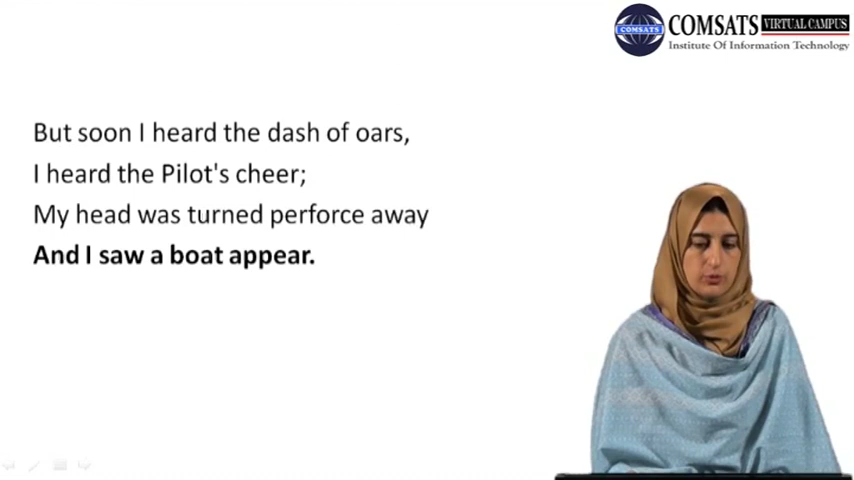 COMSATS VIRTUAL CAMPUS
COMSATS
Institute Of Information Technology
But soon I heard the dash of oars,
I heard the Pilot's cheer;
My head was turned perforce away
And I saw a boat appear.